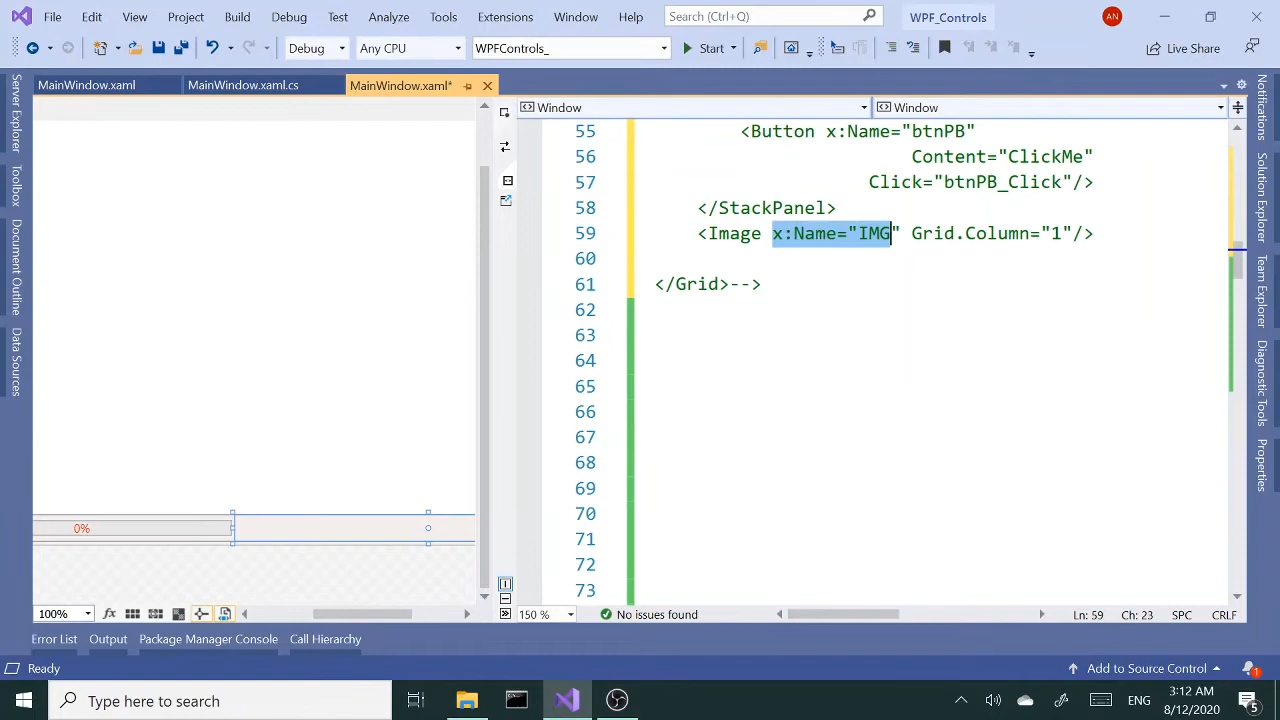 File Edit View Project Build Debug Test Analyze Tools Extensions Window Help Search (Ctrl+Q) WPF_Controls AN
Debug Any CPU WPFControls_ Start Live Share
MainWindow.xaml MainWindow.xaml.cs MainWindow.xaml*
Window Window
Server Explorer
Toolbox
Document Outline
Data Sources
55 <Button x:Name="btnPB"
56 Content="ClickMe"
57 Click="btnPB_Click"/>
58 </StackPanel>
59 <Image x:Name="IMG" Grid.Column="1"/>
60
61 </Grid>-->
62
63
64
65
66
67
68
69
70
71
72
73
0%
Notifications
Solution Explorer
Team Explorer
Diagnostic Tools
Properties
100% fx 150 % No issues found Ln: 59 Ch: 23 SPC CRLF
Error List Output Package Manager Console Call Hierarchy
Ready Add to Source Control 1
Type here to search ENG 8/12/2020 5